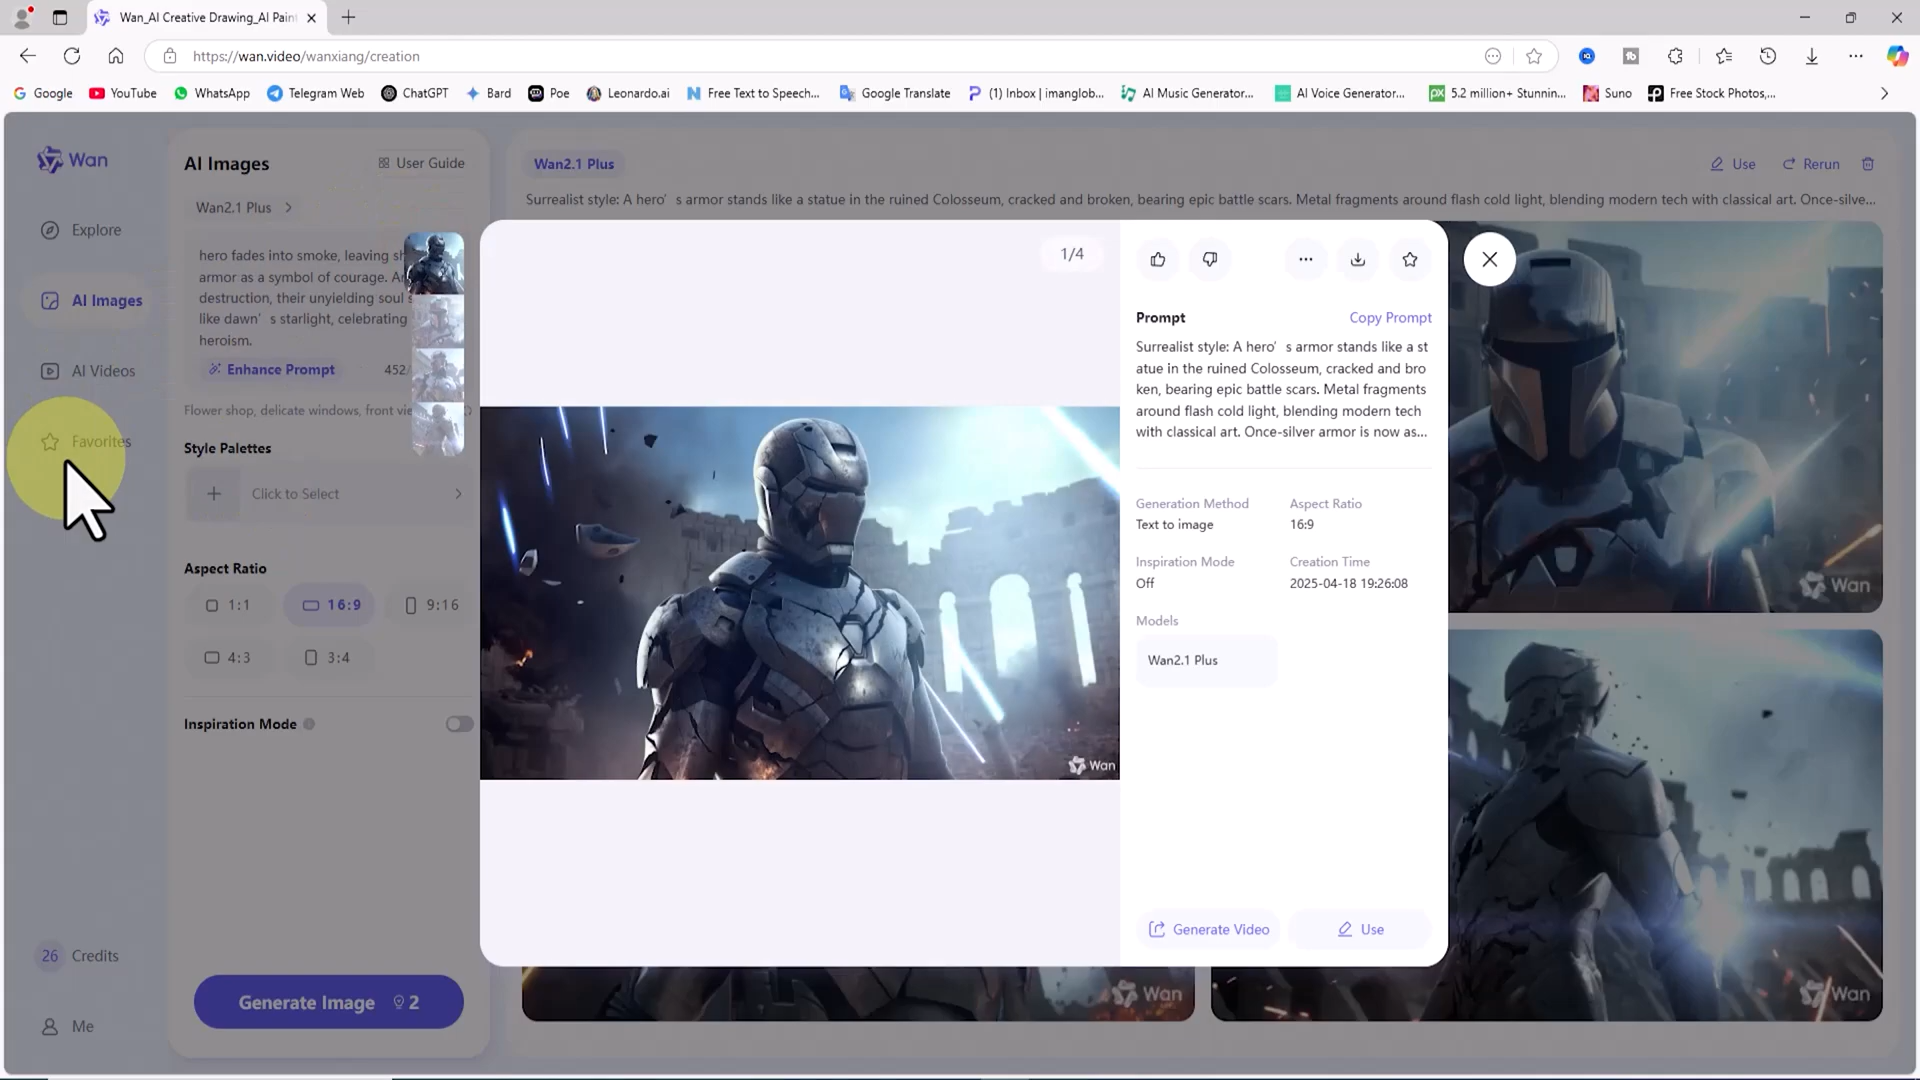 Wan_AI Creative Drawing_AI Pain
https://wan.video/wanxiang/creation
Google
YouTube
WhatsApp
Telegram Web
ChatGPT
Bard
Poe
Leonardo.ai
Free Text to Speech...
Google Translate
(1) Inbox | imanglob...
AI Music Generator...
AI Voice Generator...
5.2 million+ Stunnin...
Suno
Free Stock Photos,...
Wan
Explore
AI Images
AI Videos
Favorites
26 Credits
Me
AI Images
User Guide
Wan2.1 Plus
hero fades into smoke, leaving
armor as a symbol of courage.
destruction, their unyielding soul
like dawn's starlight, celebrating
heroism.
Enhance Prompt
452/
Flower shop, delicate windows, front
Style Palettes
Click to Select
Aspect Ratio
1:1
16:9
9:16
4:3
3:4
Inspiration Mode
Generate Image 2
Wan2.1 Plus
Use
Rerun
Surrealist style: A hero's armor stands like a statue in the ruined Colosseum, cracked and broken, bearing epic battle scars. Metal fragments around flash cold light, blending modern tech with classical art. Once-silve...
1/4
Wan
Prompt
Copy Prompt
Surrealist style: A hero's armor stands like a st
atue in the ruined Colosseum, cracked and bro
ken, bearing epic battle scars. Metal fragments
around flash cold light, blending modern tech
with classical art. Once-silver armor is now as...
Generation Method
Aspect Ratio
Text to image
16:9
Inspiration Mode
Creation Time
Off
2025-04-18 19:26:08
Models
Wan2.1 Plus
Generate Video
Use
Wan
Wan
Wan